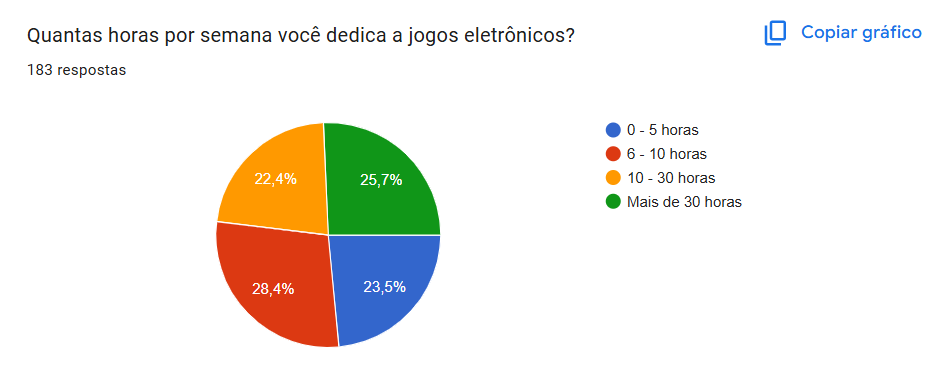 Quantas horas por semana você dedica a jogos eletrônicos?
Copiar gráfico
183 respostas
0 - 5 horas
6 - 10 horas
10 - 30 horas
Mais de 30 horas
22,4%
25,7%
28,4%
23,5%